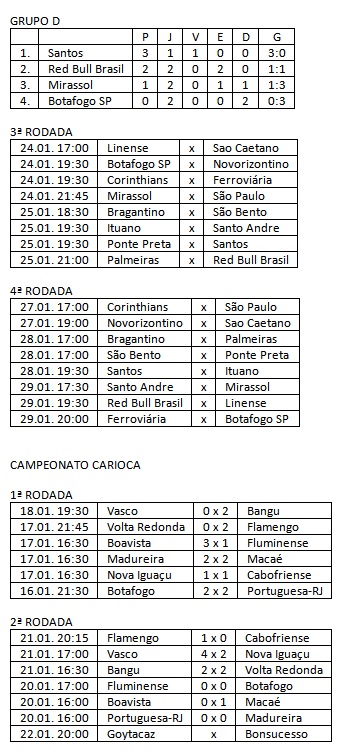 GRUPO D
P J V E D G
1. Santos 3 1 1 0 0 3:0
2. Red Bull Brasil 2 2 0 2 0 1:1
3. Mirassol 1 2 0 1 1 1:3
4. Botafogo SP 0 2 0 0 2 0:3
3ª RODADA
24.01. 17:00 Linense x Sao Caetano
24.01. 19:30 Botafogo SP x Novorizontino
24.01. 19:30 Corinthians x Ferroviária
24.01. 21:45 Mirassol x São Paulo
25.01. 18:30 Bragantino x São Bento
25.01. 19:30 Ituano x Santo Andre
25.01. 19:30 Ponte Preta x Santos
25.01. 21:00 Palmeiras x Red Bull Brasil
4ª RODADA
27.01. 17:00 Corinthians x São Paulo
27.01. 19:00 Novorizontino x Sao Caetano
28.01. 17:00 Bragantino x Palmeiras
28.01. 17:00 São Bento x Ponte Preta
28.01. 19:30 Santos x Ituano
29.01. 17:30 Santo Andre x Mirassol
29.01. 19:30 Red Bull Brasil x Linense
29.01. 20:00 Ferroviária x Botafogo SP
CAMPEONATO CARIOCA
1ª RODADA
18.01. 19:30 Vasco 0 x 2 Bangu
17.01. 21:45 Volta Redonda 0 x 2 Flamengo
17.01. 16:30 Boavista 3 x 1 Fluminense
17.01. 16:30 Madureira 2 x 2 Macaé
17.01. 16:30 Nova Iguaçu 1 x 1 Cabofriense
16.01. 21:30 Botafogo 2 x 2 Portuguesa-RJ
2ª RODADA
21.01. 20:15 Flamengo 1 x 0 Cabofriense
21.01. 17:00 Vasco 4 x 2 Nova Iguaçu
21.01. 16:30 Bangu 2 x 2 Volta Redonda
20.01. 17:00 Fluminense 0 x 0 Botafogo
20.01. 16:00 Boavista 0 x 1 Macaé
20.01. 16:00 Portuguesa-RJ 0 x 0 Madureira
22.01. 20:00 Goytacaz x Bonsucesso